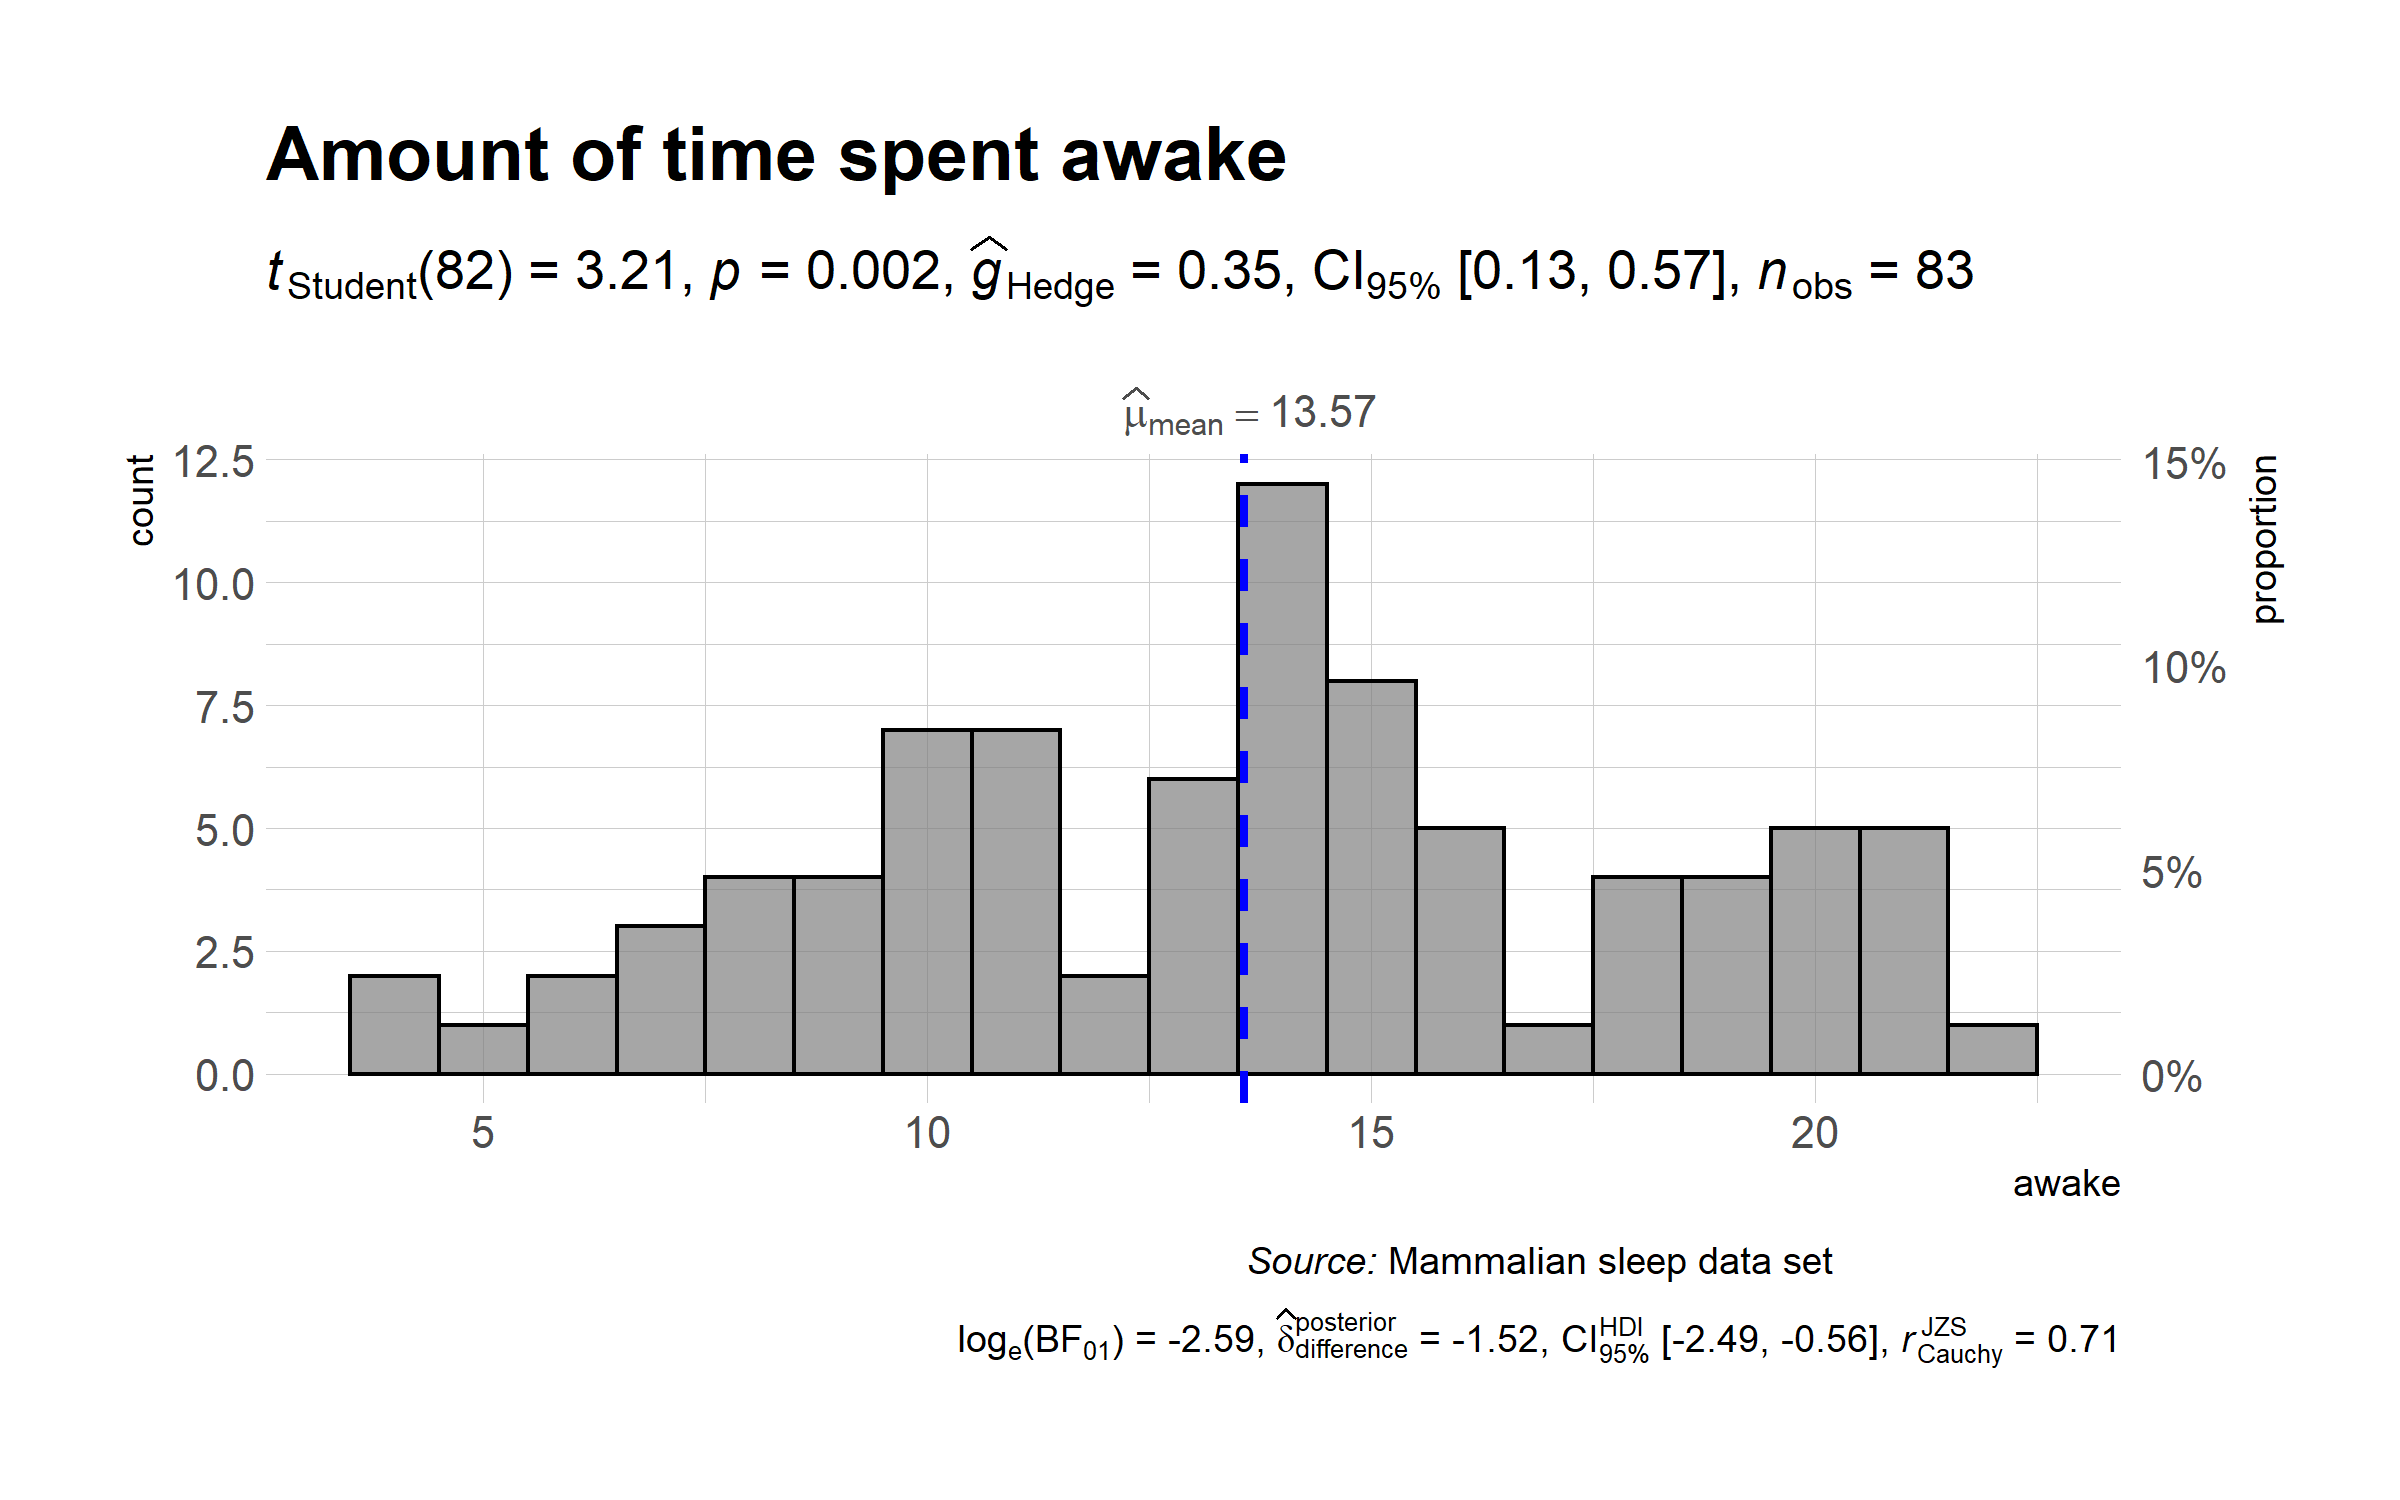 Amount of time spent awake
tStudent(82) = 3.21, p = 0.002, ĝHedge = 0.35, CI95% [0.13, 0.57], nobs = 83
μ̂mean = 13.57
count
12.5
10.0
7.5
5.0
2.5
0.0
15%
10%
5%
0%
proportion
5 10 15 20
awake
Source: Mammalian sleep data set
loge(BF01) = -2.59, δ̂posterior difference = -1.52, CIHDI 95% [-2.49, -0.56], rJZS Cauchy = 0.71